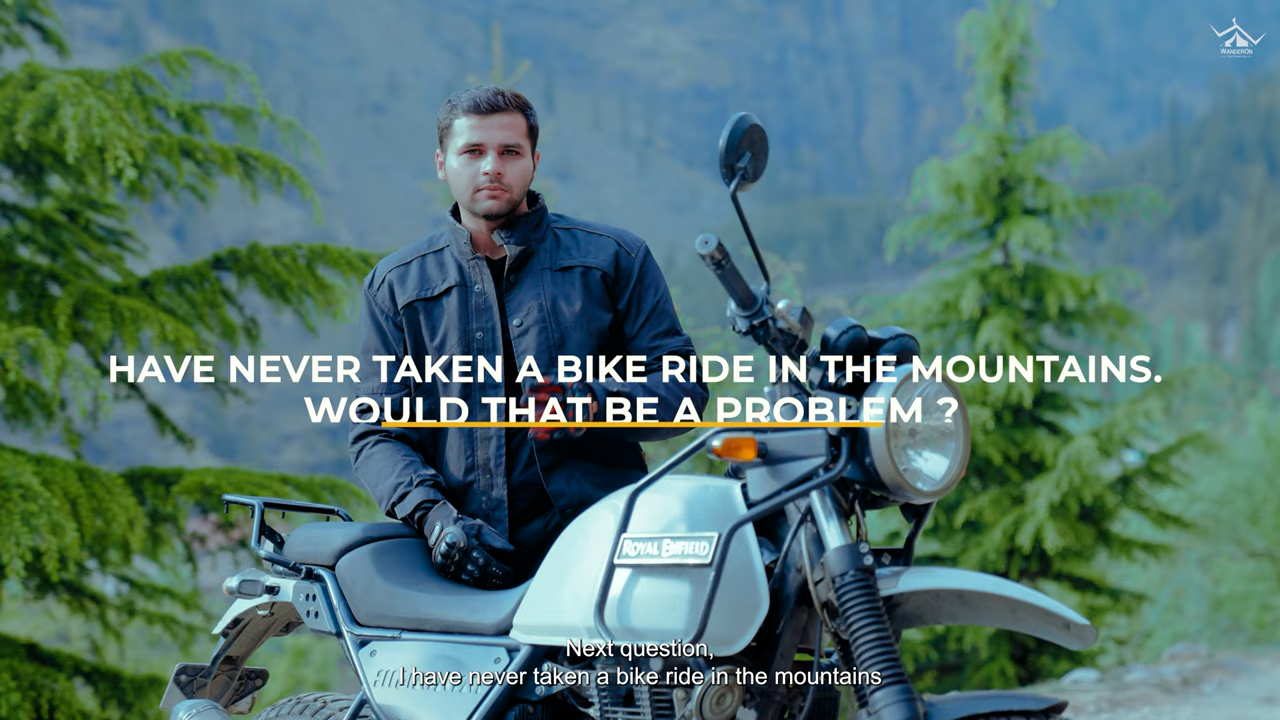 WANDERON
HAVE NEVER TAKEN A BIKE RIDE IN THE MOUNTAINS.
WOULD THAT BE A PROBLEM ?
ROYAL ENFIELD
Next question,
I have never taken a bike ride in the mountains